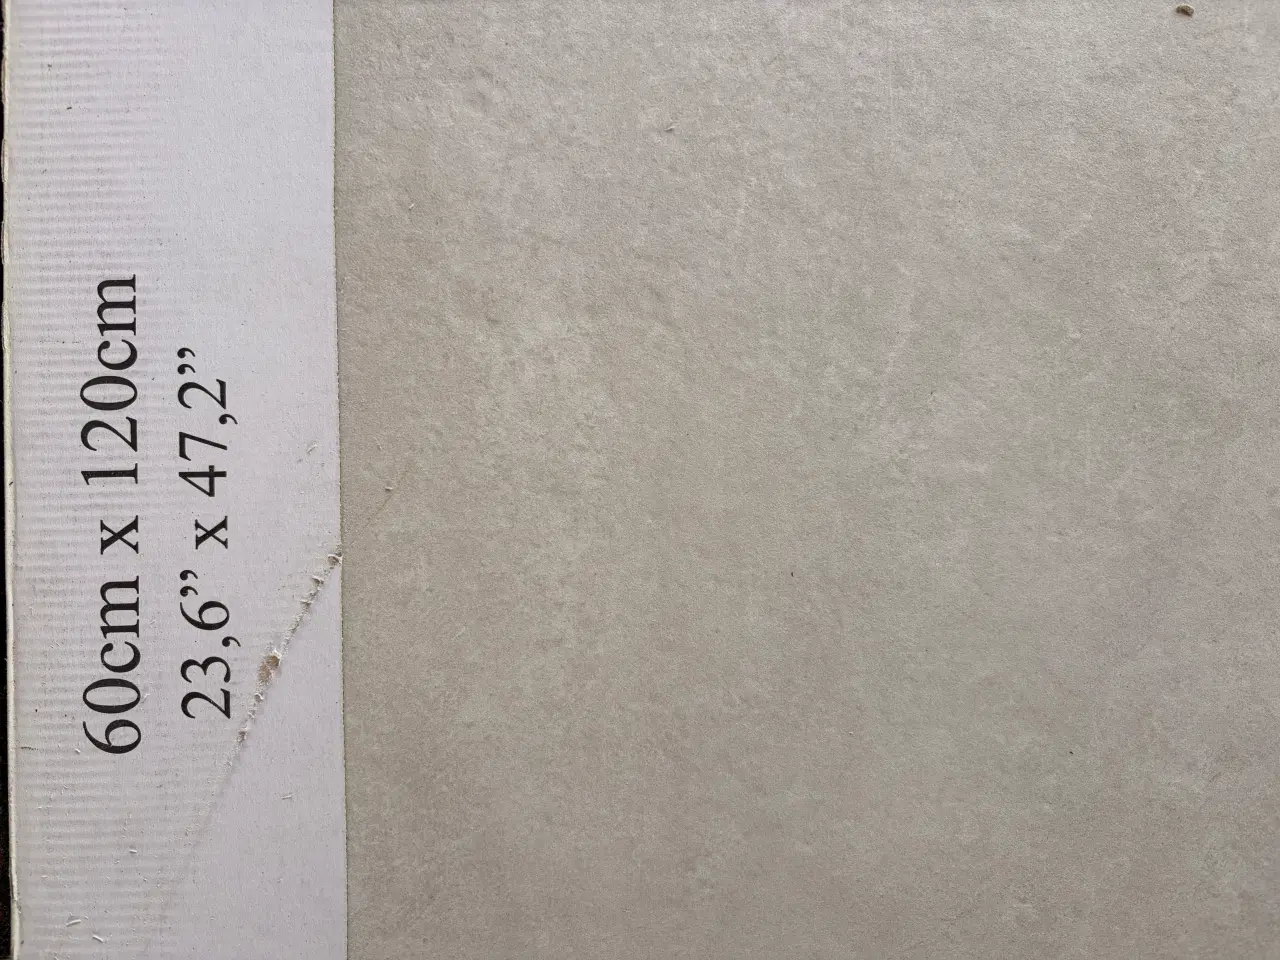 60cm x 120cm
23,6” x 47,2”